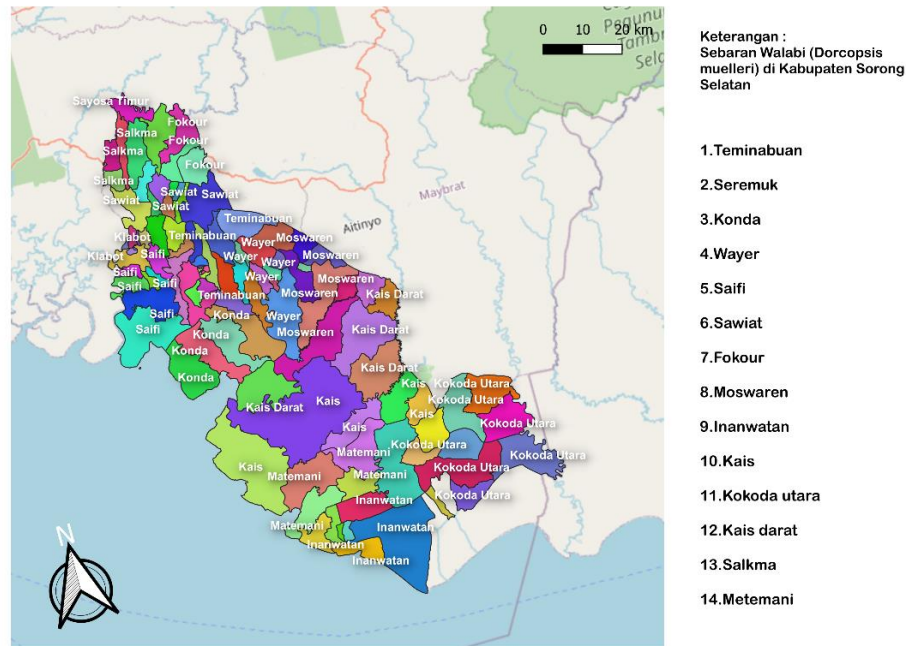 0 10 20 km
Pegunu
Tambr
Sela
Sayosa Timur
Fokour
Salkma
Fokour
Salkma
Fokour
Salkma
Sawiat
Sawiat
Sawiat
Sawiat
Maybrat
Teminabuan
Aitinyo
Klabot
Teminabuan
Moswaren
Wayer
Klabot
Saifi
Wayer
Moswaren
Wayer
Saifi
Wayer
Moswaren
Saifi
Saifi
Teminabuan
Moswaren
Kais Darat
Saifi
Konda
Wayer
Saifi
Konda
Moswaren
Kais Darat
Konda
Kais Darat
Konda
Kais
Kokoda Utara
Kais
Kokoda Utara
Kais Darat
Kais
Kokoda Utara
Kais
Kokoda Utara
Matemani
Kokoda Utara
Kais
Kokoda Utara
Matemani
Matemani
Kokoda Utara
Inanwatan
Matemani
Inanwatan
Inanwatan
Inanwatan
N
Keterangan :
Sebaran Walabi (Dorcopsis
muelleri) di Kabupaten Sorong
Selatan
1.Teminabuan
2.Seremuk
3.Konda
4.Wayer
5.Saifi
6.Sawiat
7.Fokour
8.Moswaren
9.Inanwatan
10.Kais
11.Kokoda utara
12.Kais darat
13.Salkma
14.Metemani